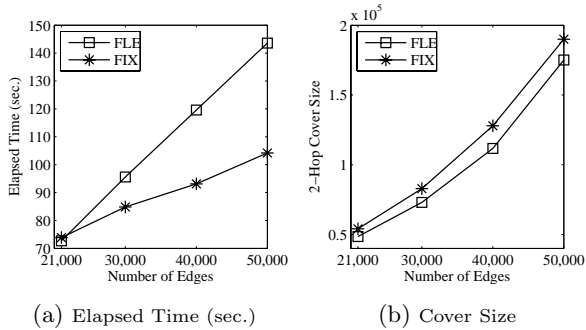 150
140
130
120
110
100
90
80
70
Elapsed Time (sec.)
FLE
FIX
21,000 30,000 40,000 50,000
Number of Edges
(a) Elapsed Time (sec.)
x 10^5
2
1.5
1
0.5
2−Hop Cover Size
FLE
FIX
21,000 30,000 40,000 50,000
Number of Edges
(b) Cover Size